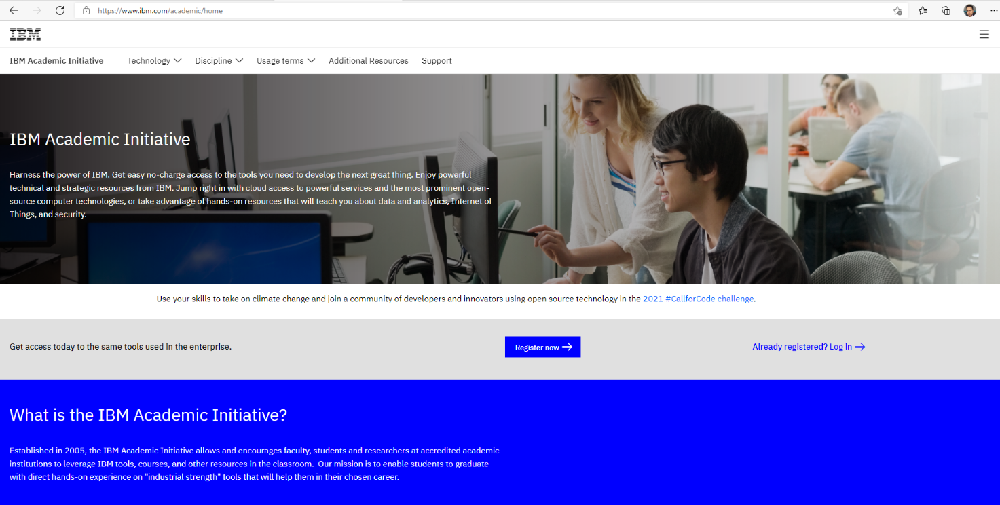 https://www.ibm.com/academic/home
IBM
IBM Academic Initiative Technology Discipline Usage terms Additional Resources Support
IBM Academic Initiative
Harness the power of IBM. Get easy no-charge access to the tools you need to develop the next great thing. Enjoy powerful
technical and strategic resources from IBM. Jump right in with cloud access to powerful services and the most prominent open-
source computer technologies, or take advantage of hands-on resources that will teach you about data and analytics, Internet of
Things, and security.
Use your skills to take on climate change and join a community of developers and innovators using open source technology in the 2021 #CallforCode challenge.
Get access today to the same tools used in the enterprise. Register now → Already registered? Log in →
What is the IBM Academic Initiative?
Established in 2005, the IBM Academic Initiative allows and encourages faculty, students and researchers at accredited academic
institutions to leverage IBM tools, courses, and other resources in the classroom.  Our mission is to enable students to graduate
with direct hands-on experience on "industrial strength" tools that will help them in their chosen career.